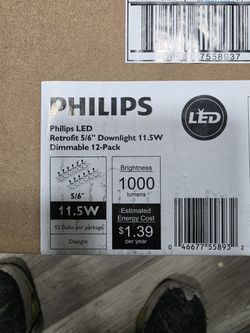 7558937
PHILIPS
Philips LED
Retrofit 5/6" Downlight 11.5W
Dimmable 12-Pack
LED
5/6"
11.5W
12 Bulbs per package
Daylight
Brightness
1000
lumens
Estimated
Energy Cost
$1.39
per year
0 46677 55893 2